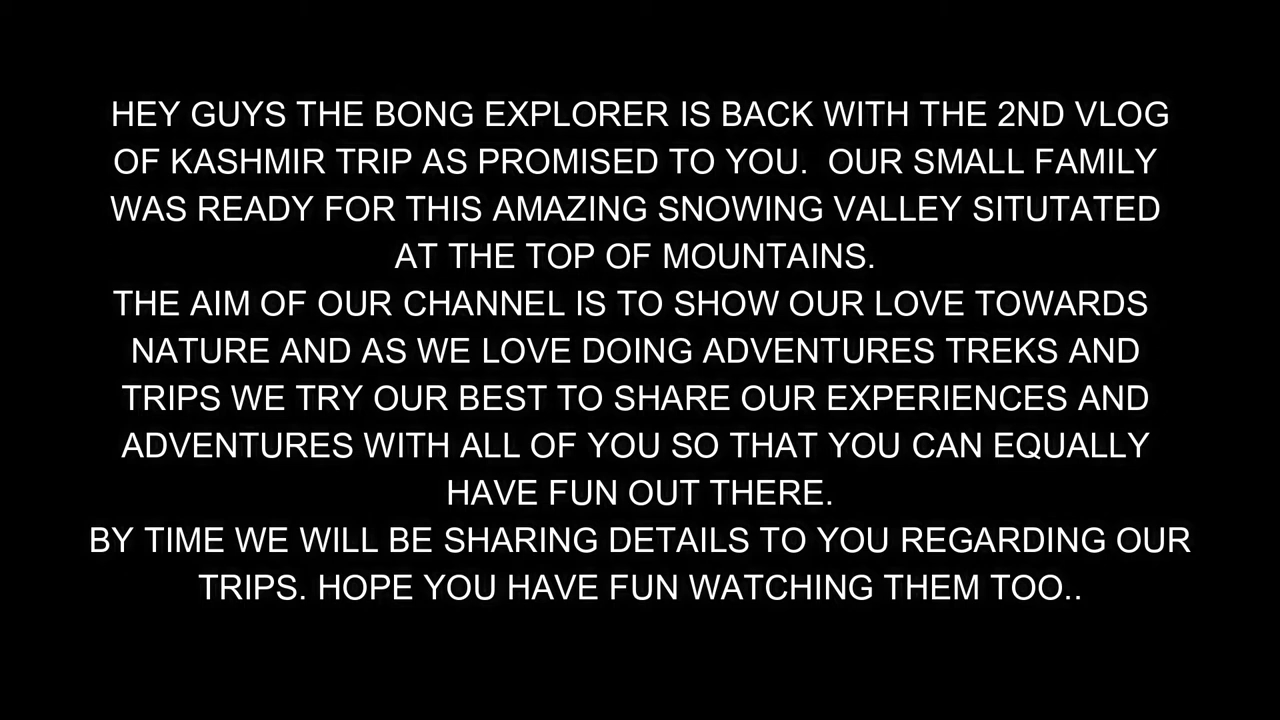 HEY GUYS THE BONG EXPLORER IS BACK WITH THE 2ND VLOG
OF KASHMIR TRIP AS PROMISED TO YOU.  OUR SMALL FAMILY
WAS READY FOR THIS AMAZING SNOWING VALLEY SITUTATED
AT THE TOP OF MOUNTAINS.
THE AIM OF OUR CHANNEL IS TO SHOW OUR LOVE TOWARDS
NATURE AND AS WE LOVE DOING ADVENTURES TREKS AND
TRIPS WE TRY OUR BEST TO SHARE OUR EXPERIENCES AND
ADVENTURES WITH ALL OF YOU SO THAT YOU CAN EQUALLY
HAVE FUN OUT THERE.
BY TIME WE WILL BE SHARING DETAILS TO YOU REGARDING OUR
TRIPS. HOPE YOU HAVE FUN WATCHING THEM TOO..